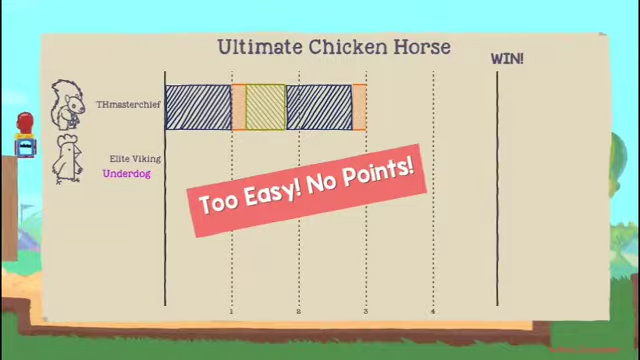 Ultimate Chicken Horse
WIN!
THmasterchief
Elite Viking
Underdog
Too Easy! No Points!
1
2
3
4